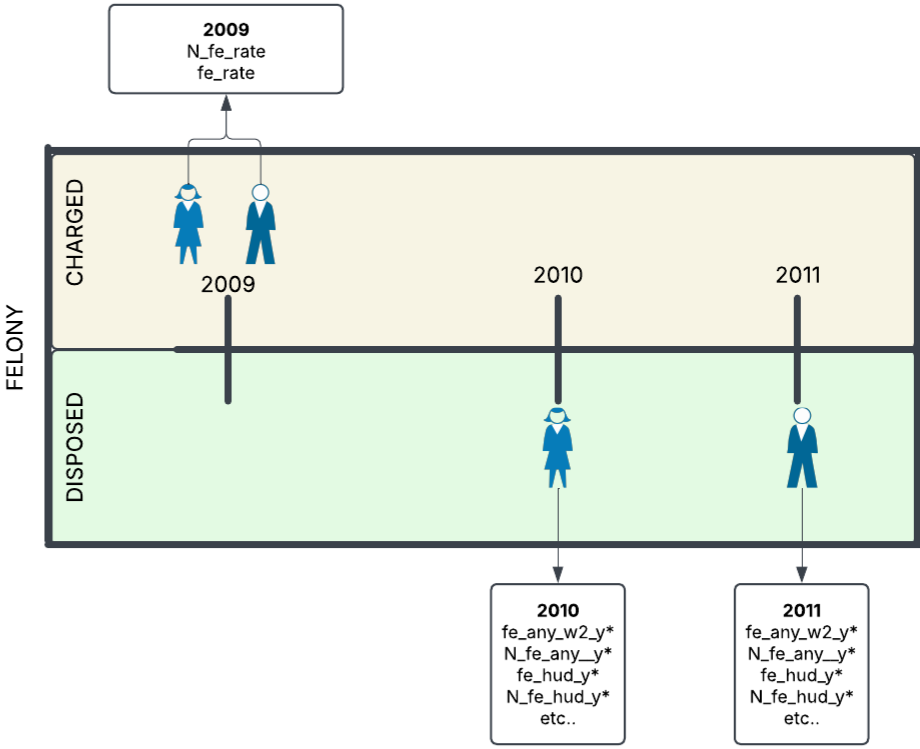 2009
N_fe_rate
fe_rate
FELONY
CHARGED
2009
2010
2011
DISPOSED
2010
fe_any_w2_y*
N_fe_any__y*
fe_hud_y*
N_fe_hud_y*
etc..
2011
fe_any_w2_y*
N_fe_any__y*
fe_hud_y*
N_fe_hud_y*
etc..